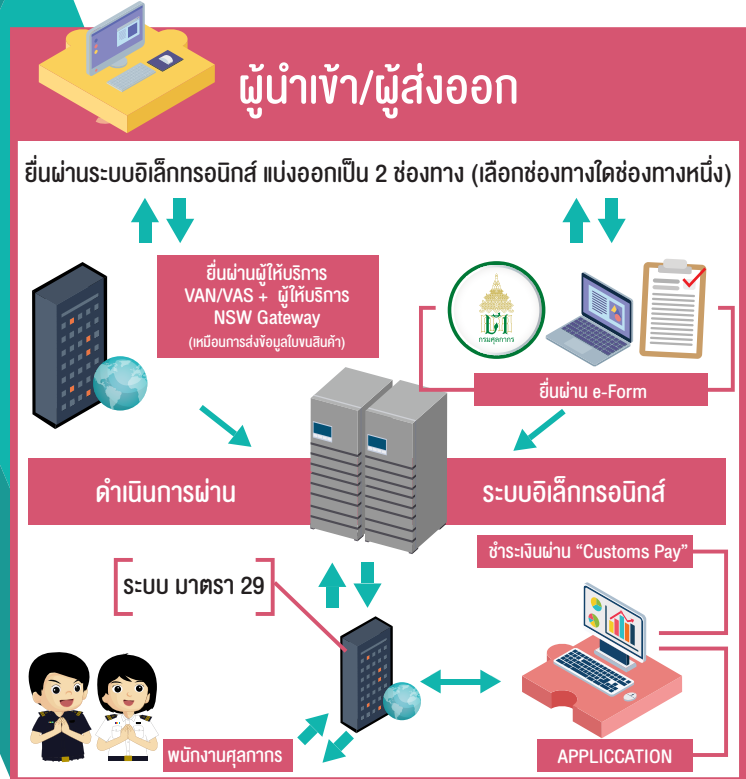 ผู้นำเข้า/ผู้ส่งออก
ยื่นผ่านระบบอิเล็กทรอนิกส์ แบ่งออกเป็น 2 ช่องทาง (เลือกช่องทางใดช่องทางหนึ่ง)
ยื่นผ่านผู้ให้บริการ
VAN/VAS + ผู้ให้บริการ
NSW Gateway
(เหมือนการส่งข้อมูลใบขนสินค้า)
กรมศุลกากร
ยื่นผ่าน e-Form
ดำเนินการผ่าน
ระบบอิเล็กทรอนิกส์
ชำระเงินผ่าน “Customs Pay”
ระบบ มาตรา 29
พนักงานศุลกากร
APPLICCATION